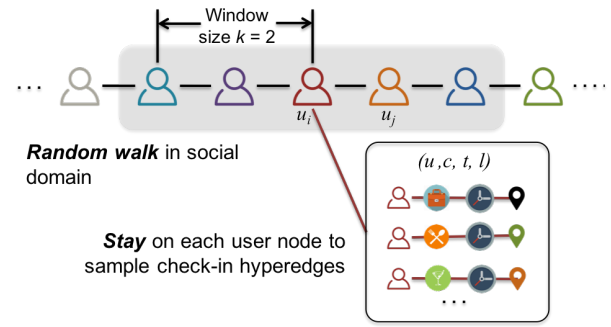 Window
size k = 2
... ....
u_i u_j
Random walk in social
domain
(u ,c, t, l)
Stay on each user node to
sample check-in hyperedges
...